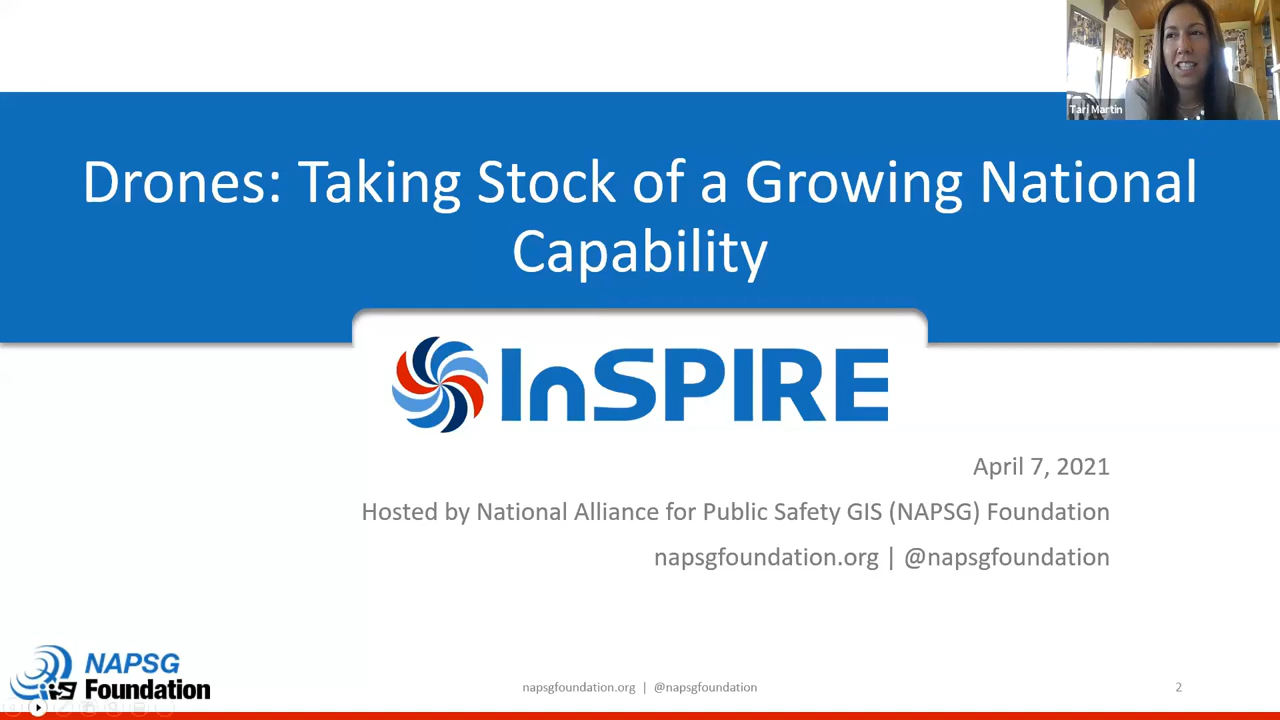 Tari Martin
Drones: Taking Stock of a Growing National
Capability
InSPIRE
April 7, 2021
Hosted by National Alliance for Public Safety GIS (NAPSG) Foundation
napsgfoundation.org | @napsgfoundation
NAPSG
Foundation
napsgfoundation.org | @napsgfoundation
2